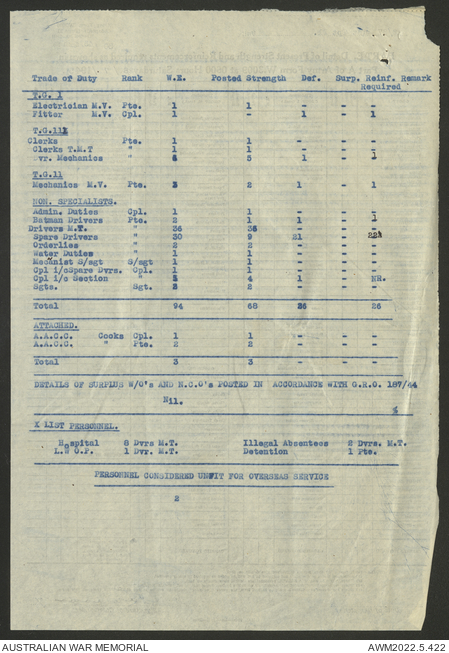 Trade of Duty Rank W.E. Posted Strength Def. Surp. Reinf. Remark
Required
T.G. 1
Electrician M.V. Pte. 1 1 - - -
Fitter M.V. Cpl. 1 - 1 - 1
T.G.111
Clerks Pte. 1 1 - - -
Clerks T.M.T " 1 1 - - -
Dvr. Mechanics " 5 1 -
T.G.11
Mechanics M.V. Pte. 3 2 1 - 1
NON. SPECIALISTS.
Admin. Duties Cpl. 1 1 - - -
Batman Drivers Pte. 2 1 1 - 1
Drivers M.T. " 36 36 - - -
Spare Drivers " 30 9 21 -
Orderlies " 2 2 - - -
Water Duties " 1 1 - - -
Mechanist S/sgt S/sgt 1 1 - - -
Cpl i/cSpare Dvrs. Cpl. 1 1 - - -
Cpl i/c Section " 5 4 1 - NR.
Sgts. Sgt. 2 - - -
Total 94 68 26 - 26
ATTACHED.
A.A.C.C. Cooks Cpl. 1 1 - - -
A.A.C.C. " Pte. 2 2 - - -
Total 3 3 - - -
DETAILS OF SURPLUS W/O's AND N.C.O's POSTED IN ACCORDANCE WITH G.R.O. 187/44
Nil.
X LIST PERSONNEL.
Hospital 8 Dvrs M.T. Illegal Absentees 2 Dvrs. M.T.
L.W O.P. 1 Dvr. M.T. Detention 1 Pte.
PERSONNEL CONSIDERED UNFIT FOR OVERSEAS SERVICE
2
AUSTRALIAN WAR MEMORIAL AWM2022.5.422